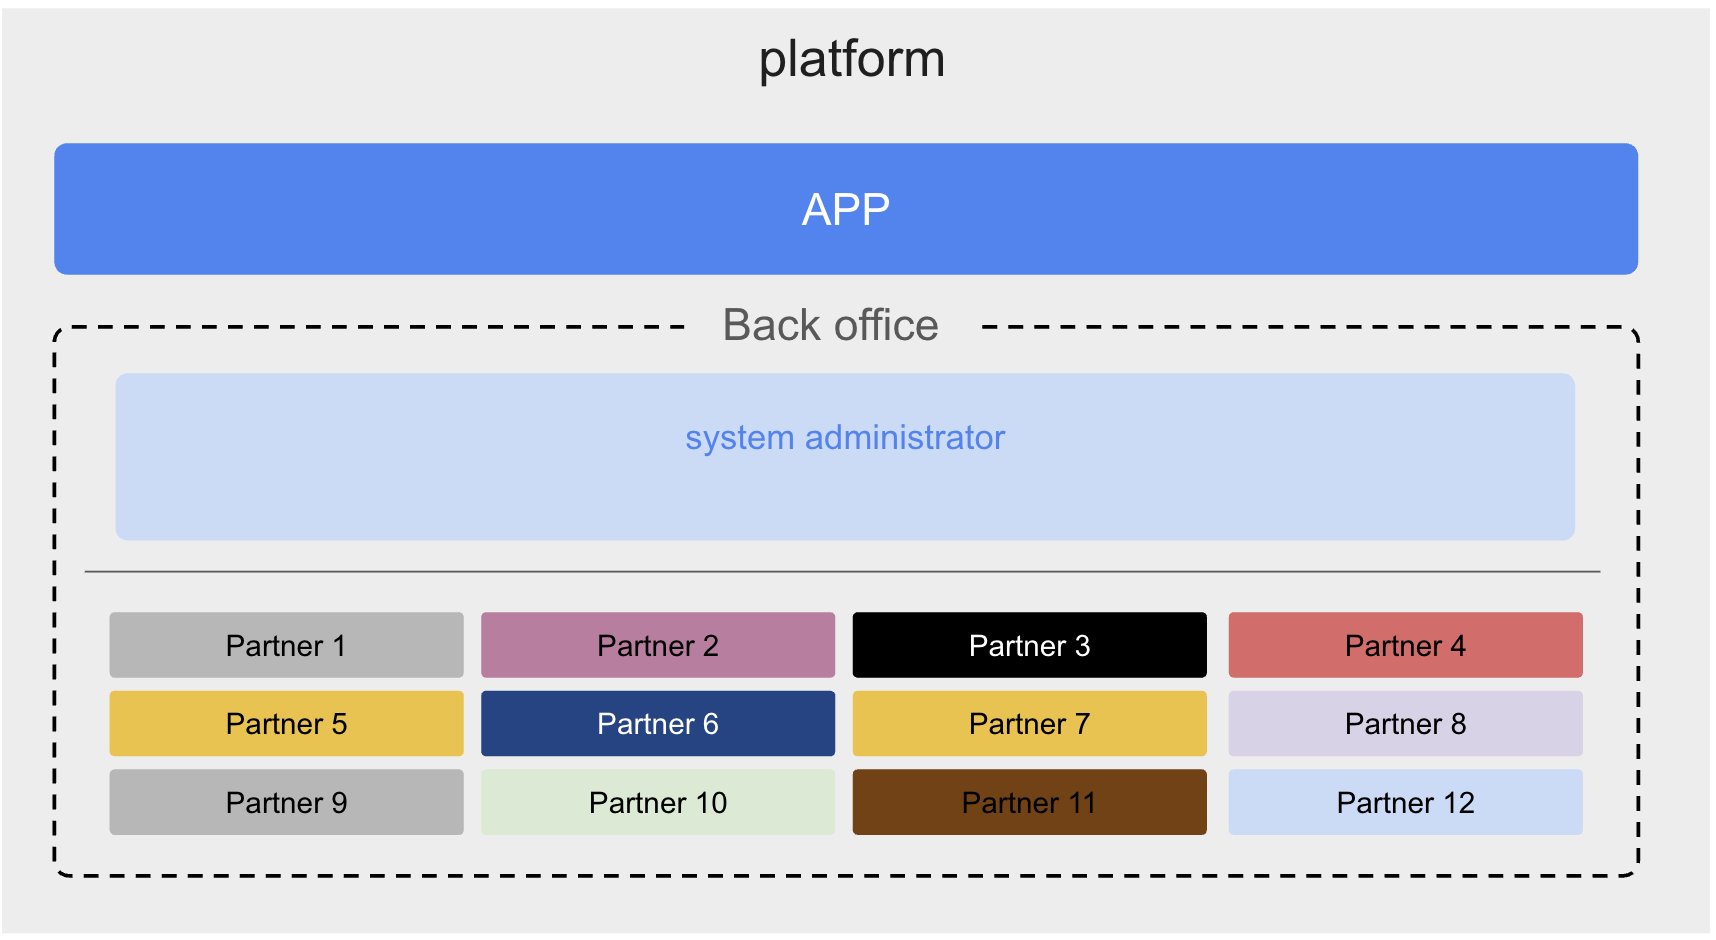 platform
APP
Back office
system administrator
Partner 1
Partner 2
Partner 3
Partner 4
Partner 5
Partner 6
Partner 7
Partner 8
Partner 9
Partner 10
Partner 11
Partner 12